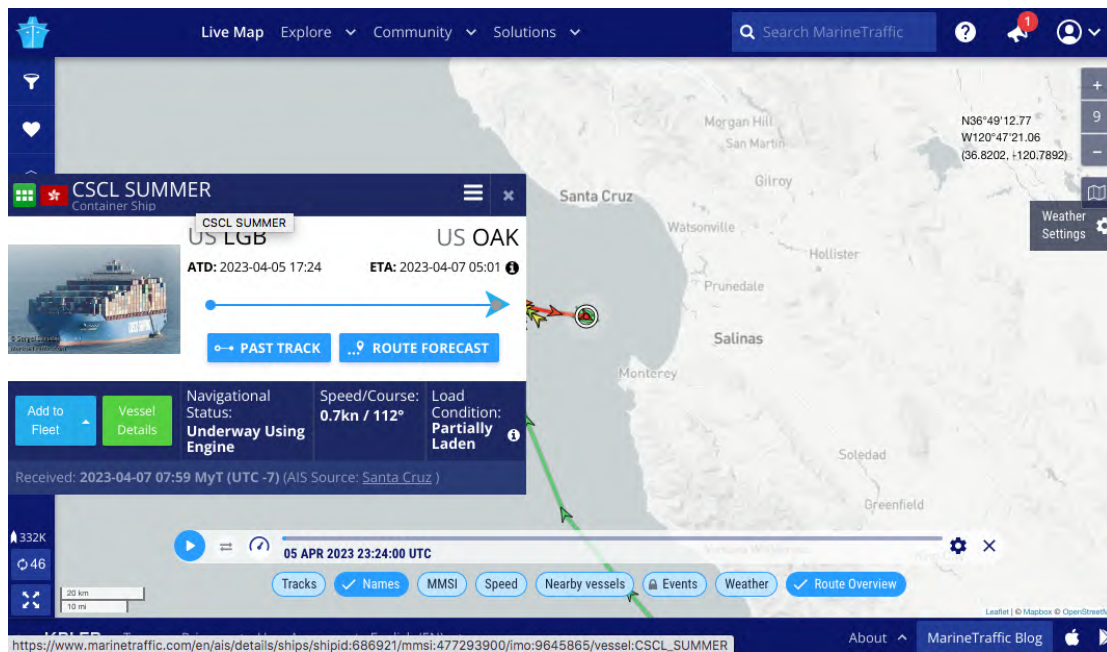 Live Map Explore Community Solutions
Search MarineTraffic
1
Morgan Hill
San Martin
N36°49'12.77
W120°47'21.06
(36.8202, -120.7892)
+
9
−
Gilroy
Santa Cruz
Watsonville
Hollister
Weather
Settings
CSCL SUMMER
Container Ship
CSCL SUMMER
US LGB
US OAK
ATD: 2023-04-05 17:24
ETA: 2023-04-07 05:01
PAST TRACK
ROUTE FORECAST
Prunedale
Salinas
Monterey
Add to
Fleet
Vessel
Details
Navigational
Status:
Underway Using
Engine
Speed/Course:
0.7kn / 112°
Load
Condition:
Partially
Laden
Received: 2023-04-07 07:59 MyT (UTC -7) (AIS Source: Santa Cruz )
Soledad
Greenfield
332K
46
05 APR 2023 23:24:00 UTC
Tracks
Names
MMSI
Speed
Nearby vessels
Events
Weather
Route Overview
20 km
10 mi
Leaflet | © Mapbox © OpenStreetM
About
MarineTraffic Blog
https://www.marinetraffic.com/en/ais/details/ships/shipid:686921/mmsi:477293900/imo:9645865/vessel:CSCL_SUMMER